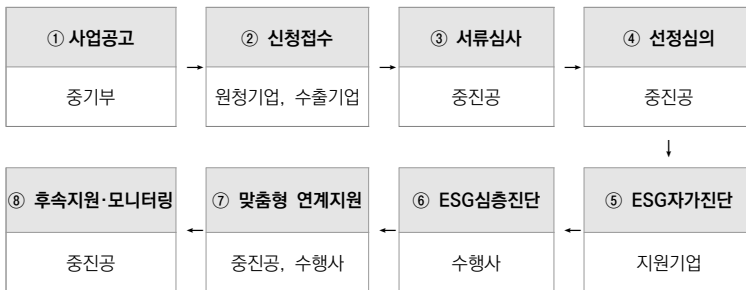 ① 사업공고
중기부
→
② 신청접수
원청기업, 수출기업
→
③ 서류심사
중진공
→
④ 선정심의
중진공
↓
⑤ ESG자가진단
지원기업
←
⑥ ESG심층진단
수행사
←
⑦ 맞춤형 연계지원
중진공, 수행사
←
⑧ 후속지원·모니터링
중진공